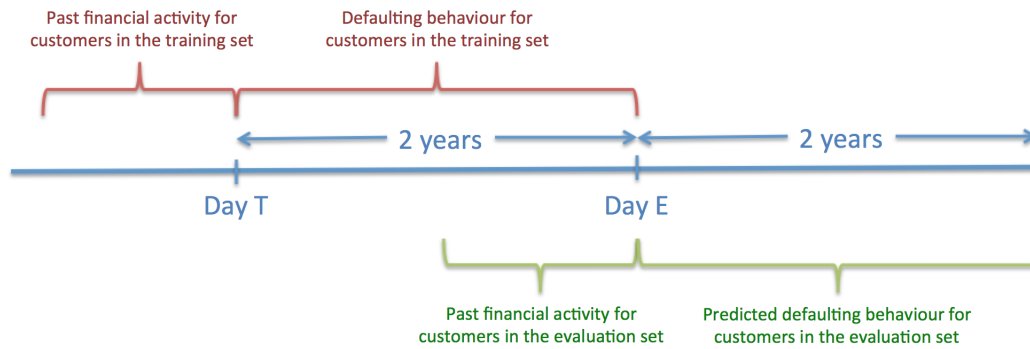 Past financial activity for
customers in the training set
Defaulting behaviour for
customers in the training set
2 years
2 years
Day T
Day E
Past financial activity for
customers in the evaluation set
Predicted defaulting behaviour for
customers in the evaluation set